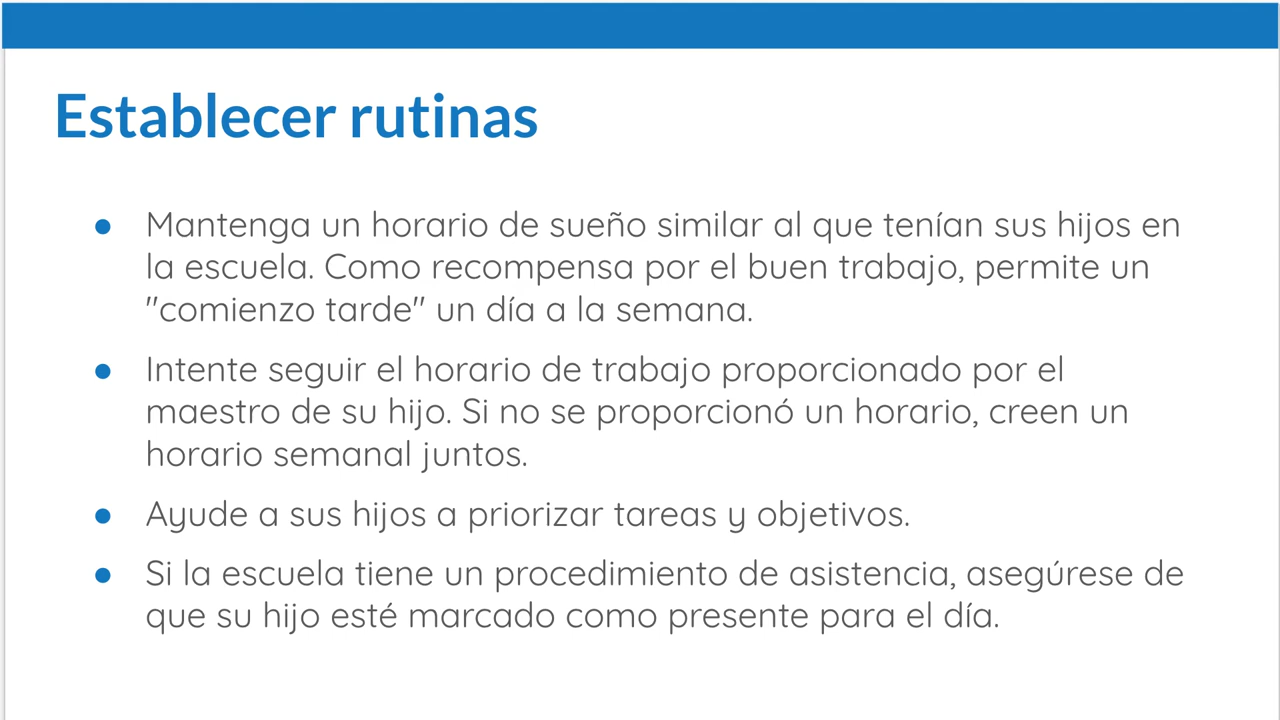 Establecer rutinas
● Mantenga un horario de sueño similar al que tenían sus hijos en
la escuela. Como recompensa por el buen trabajo, permite un
"comienzo tarde" un día a la semana.
● Intente seguir el horario de trabajo proporcionado por el
maestro de su hijo. Si no se proporcionó un horario, creen un
horario semanal juntos.
● Ayude a sus hijos a priorizar tareas y objetivos.
● Si la escuela tiene un procedimiento de asistencia, asegúrese de
que su hijo esté marcado como presente para el día.